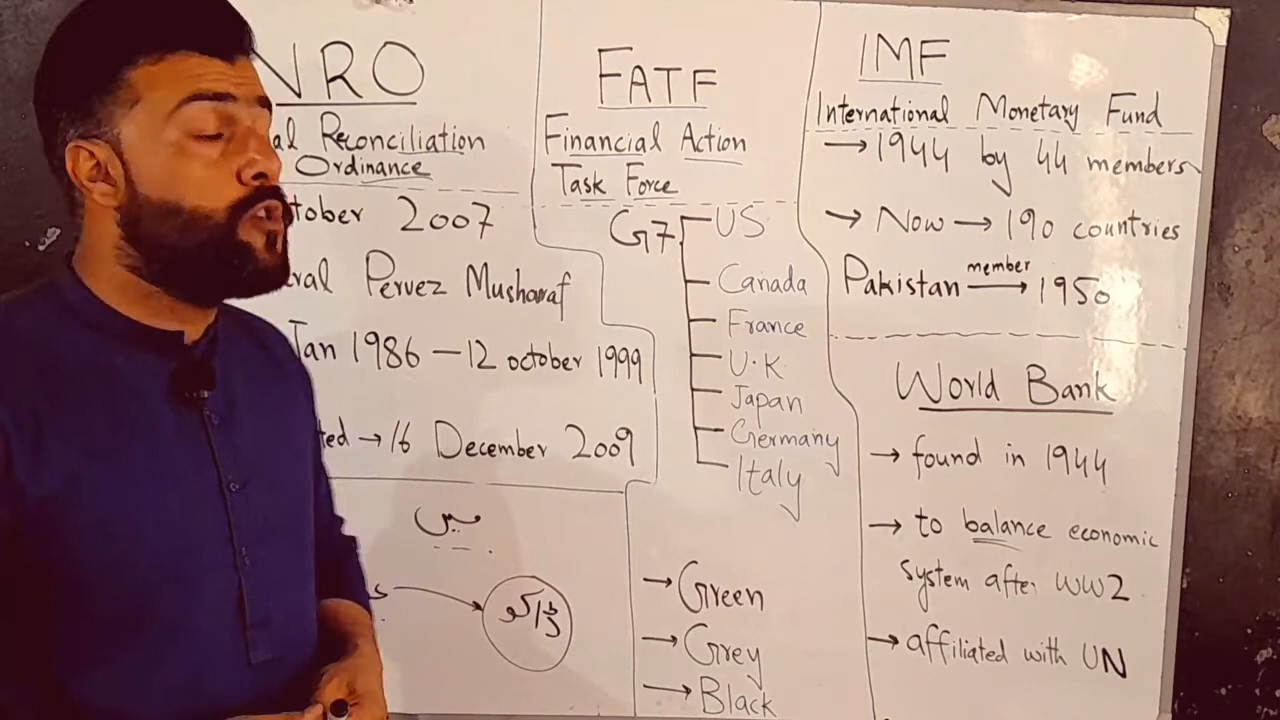 NRO
al Reconciliation
Ordinance
tober 2007
ral Pervez Musharaf
Jan 1986 – 12 october 1999
ted → 16 December 2009
میں
ڈاکو
FATF
Financial Action
Task Force
G7
US
Canada
France
U.K
Japan
Germany
Italy
→ Green
→ Grey
→ Black
IMF
International Monetary Fund
→ 1944 by 44 members
→ Now → 190 countries
Pakistan member → 1950
World Bank
→ found in 1944
→ to balance economic
system after WW2
→ affiliated with UN